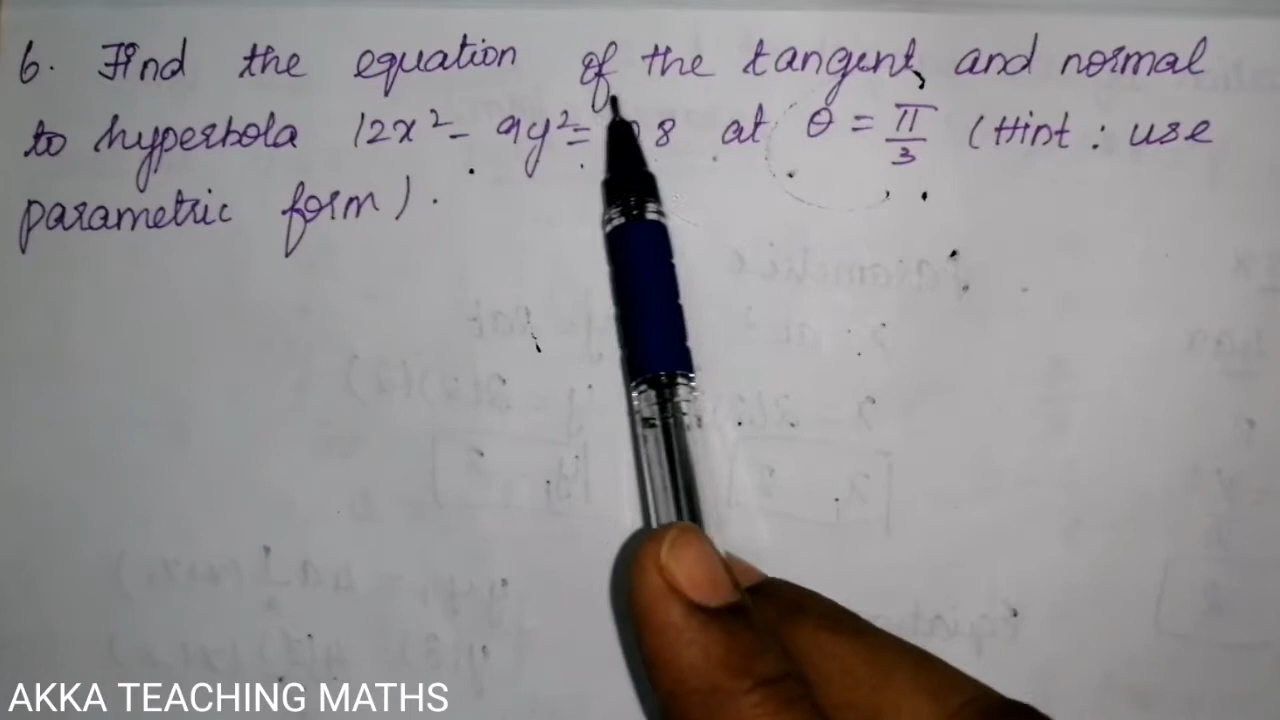 6. Find the equation of the tangent and normal
to hyperbola 12x² - 9y² = 8 at θ = π/3 (Hint : use
parametric form).
AKKA TEACHING MATHS